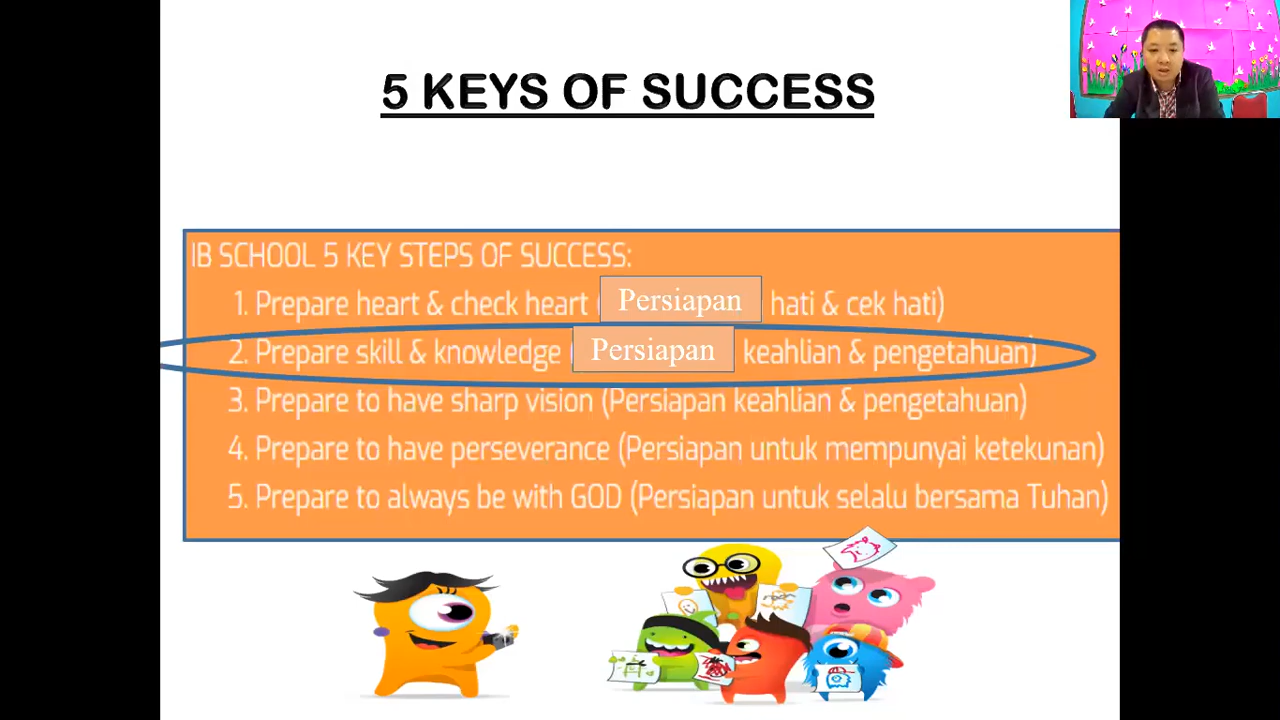 5 KEYS OF SUCCESS
IB SCHOOL 5 KEY STEPS OF SUCCESS:
1. Prepare heart & check heart (Persiapan hati & cek hati)
2. Prepare skill & knowledge (Persiapan keahlian & pengetahuan)
3. Prepare to have sharp vision (Persiapan keahlian & pengetahuan)
4. Prepare to have perseverance (Persiapan untuk mempunyai ketekunan)
5. Prepare to always be with GOD (Persiapan untuk selalu bersama Tuhan)